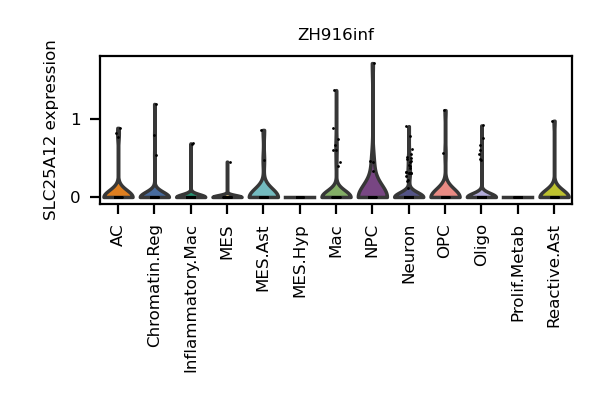 ZH916inf
SLC25A12 expression
1
0
AC
Chromatin.Reg
Inflammatory.Mac
MES
MES.Ast
MES.Hyp
Mac
NPC
Neuron
OPC
Oligo
Prolif.Metab
Reactive.Ast